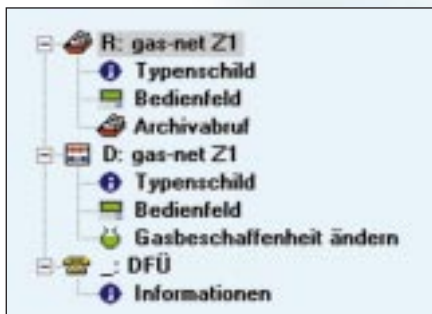 R: gas-net Z1
Typenschild
Bedienfeld
Archivabruf
D: gas-net Z1
Typenschild
Bedienfeld
Gasbeschaffenheit ändern
_: DFÜ
Informationen